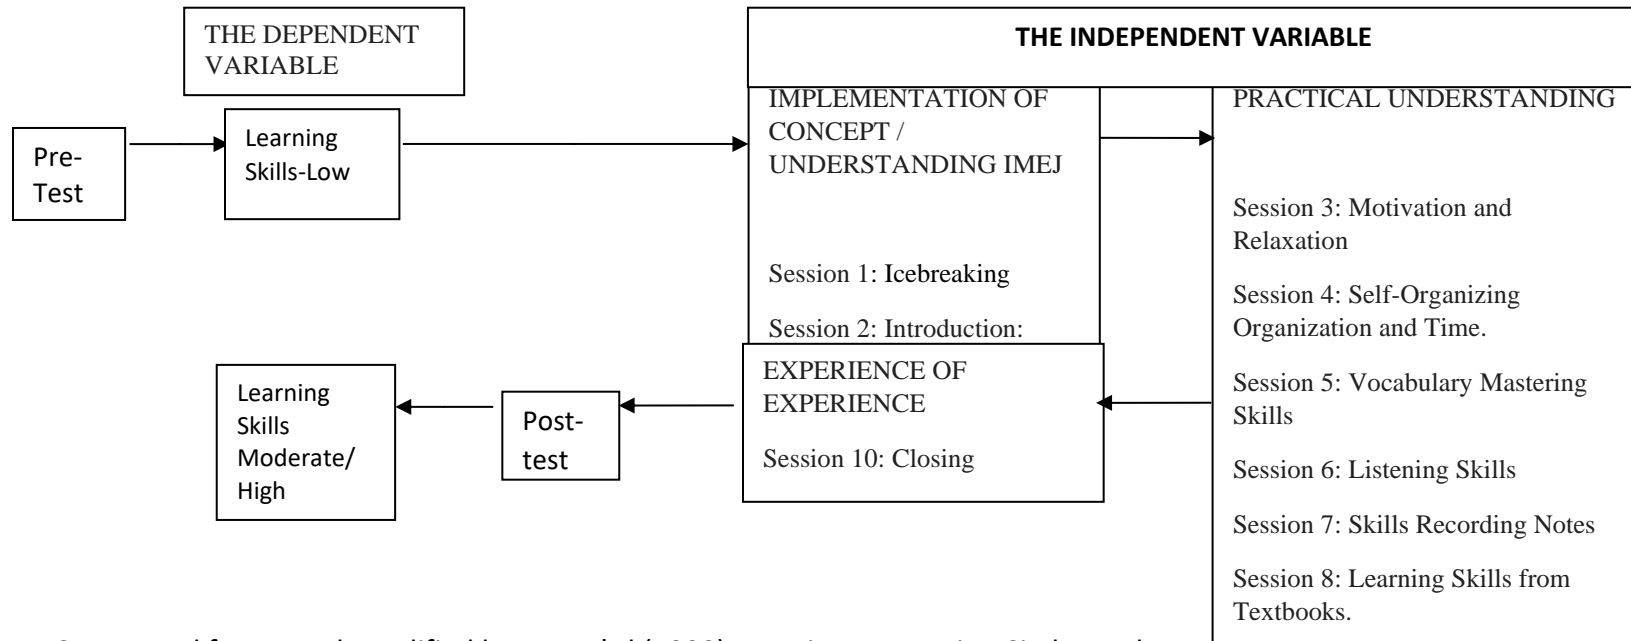 THE DEPENDENT
VARIABLE
THE INDEPENDENT VARIABLE
Pre-
Test
Learning
Skills-Low
IMPLEMENTATION OF
CONCEPT /
UNDERSTANDING IMEJ
Session 1: Icebreaking
Session 2: Introduction:
PRACTICAL UNDERSTANDING
Session 3: Motivation and
Relaxation
Session 4: Self-Organizing
Organization and Time.
Session 5: Vocabulary Mastering
Skills
Session 6: Listening Skills
Session 7: Skills Recording Notes
Session 8: Learning Skills from
Textbooks.
EXPERIENCE OF
EXPERIENCE
Session 10: Closing
Post-
test
Learning
Skills
Moderate/
High